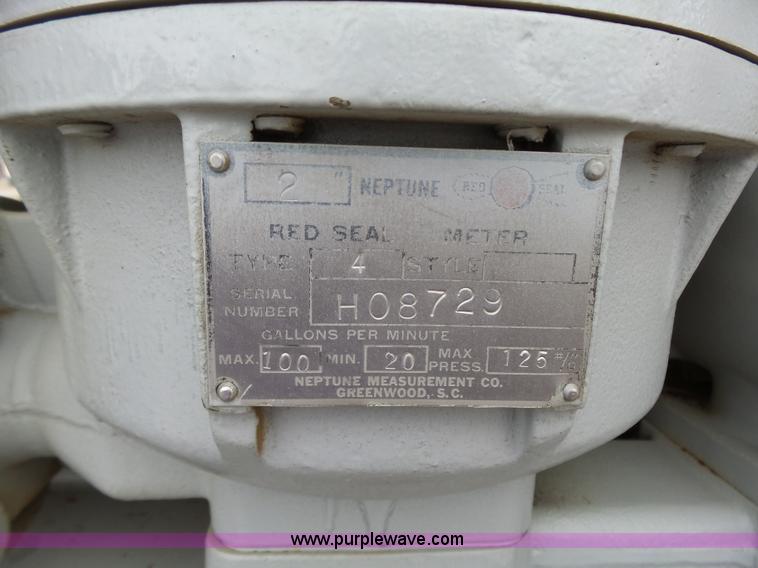 2 " NEPTUNE RED SEAL
RED SEAL METER
TYPE 4 STYLE
SERIAL NUMBER H08729
GALLONS PER MINUTE
MAX. 100 MIN. 20 MAX PRESS. 125 #/
NEPTUNE MEASUREMENT CO.
GREENWOOD, S.C.
www.purplewave.com